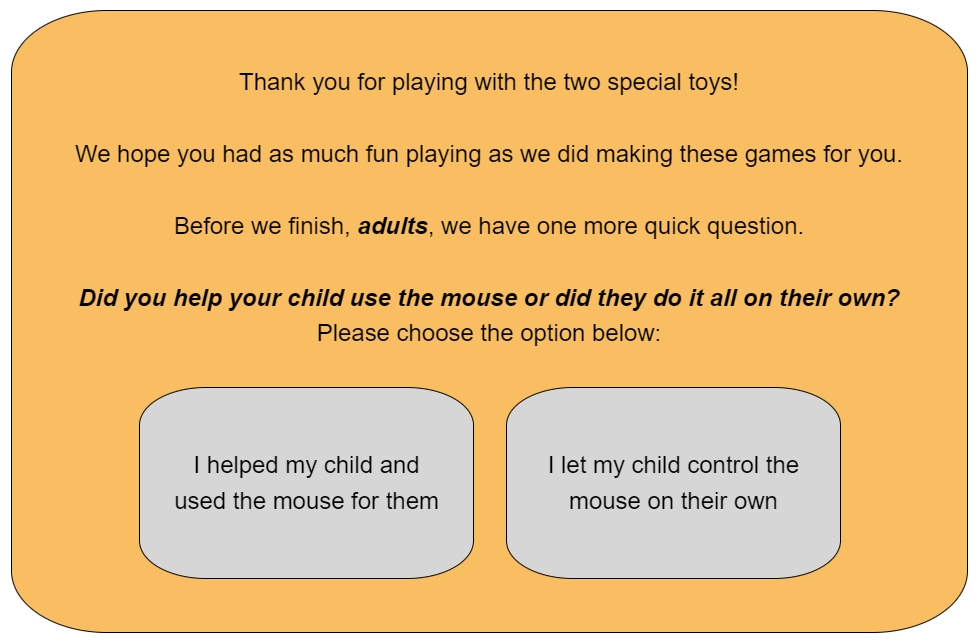 Thank you for playing with the two special toys!
We hope you had as much fun playing as we did making these games for you.
Before we finish, adults, we have one more quick question.
Did you help your child use the mouse or did they do it all on their own?
Please choose the option below:
I helped my child and
used the mouse for them
I let my child control the
mouse on their own